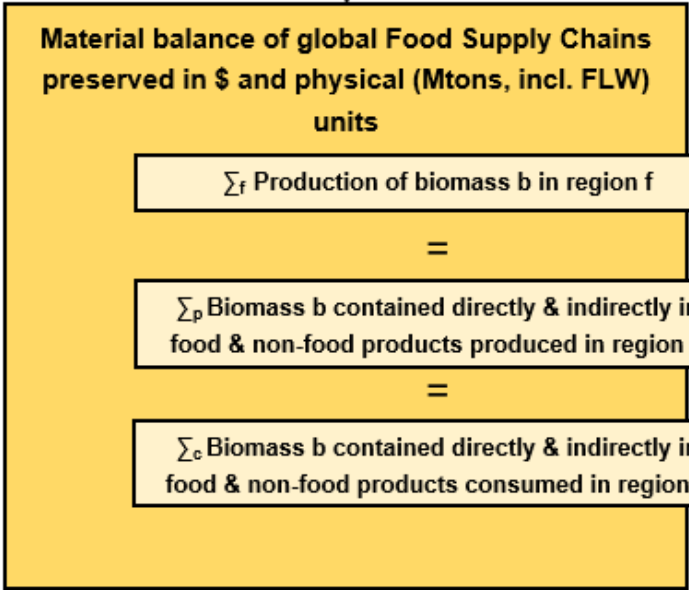 Material balance of global Food Supply Chains
preserved in $ and physical (Mtons, incl. FLW)
units
∑f Production of biomass b in region f
=
∑p Biomass b contained directly & indirectly in
food & non-food products produced in region
=
∑c Biomass b contained directly & indirectly in
food & non-food products consumed in region